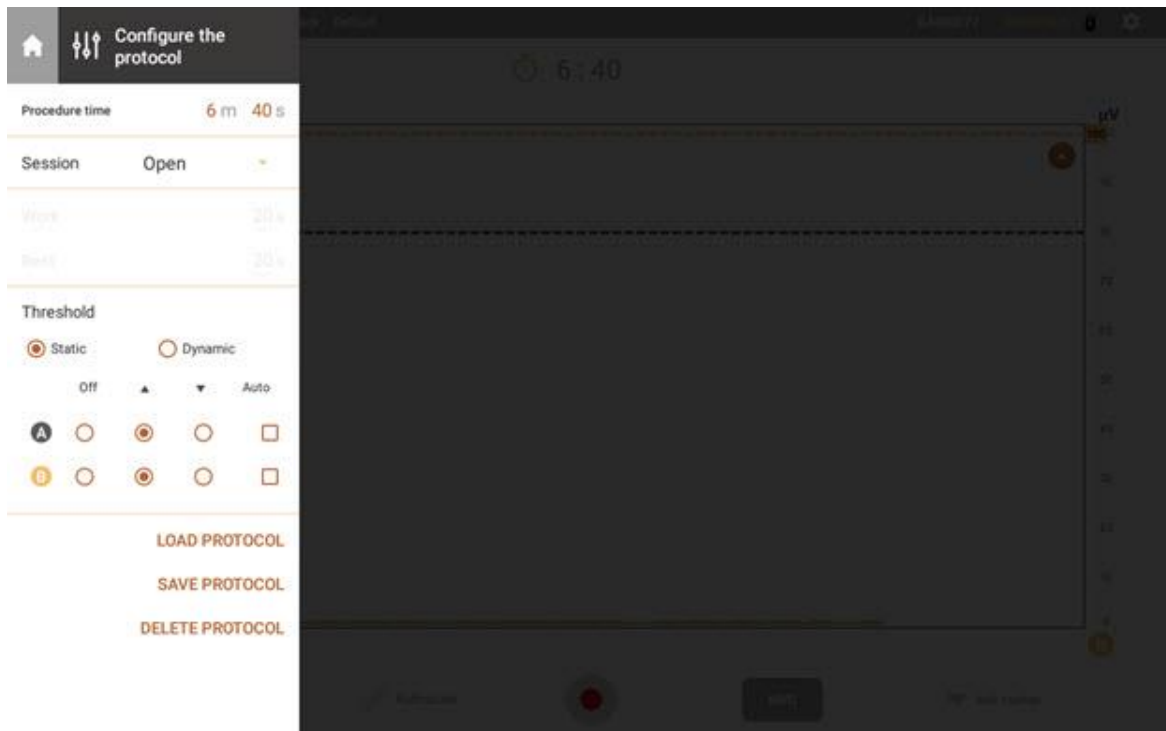 Configure the
protocol
6:40
Procedure time 6 m 40 s
µV
Session Open
Work 20 s
Rest 20 s
Threshold
Static Dynamic
Off ▲ ▼ Auto
A
B
LOAD PROTOCOL
SAVE PROTOCOL
DELETE PROTOCOL